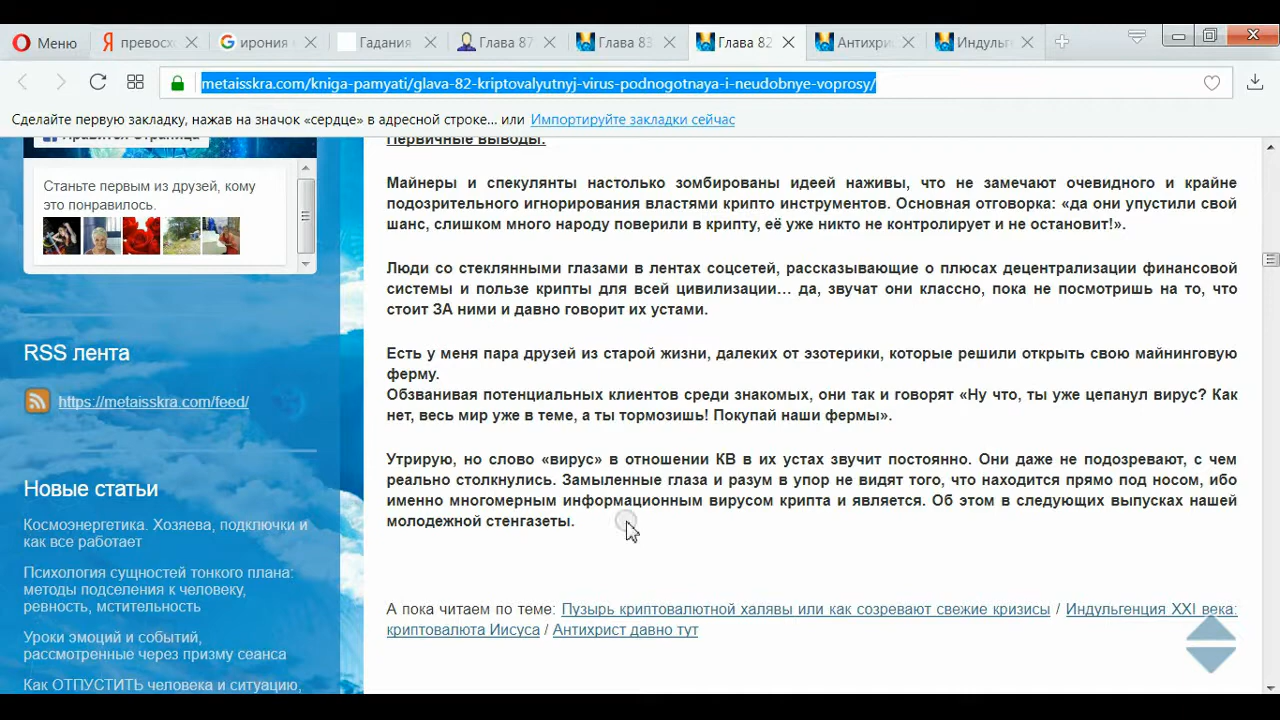 Меню
превосх
ирония
Гадания
Глава 87
Глава 83
Глава 82
Антихри
Индульге
metaisskra.com/kniga-pamyati/glava-82-kriptovalyutnyj-virus-podnogotnaya-i-neudobnye-voprosy/
Сделайте первую закладку, нажав на значок «сердце» в адресной строке... или Импортируйте закладки сейчас
Нравится Страница
Станьте первым из друзей, кому
это понравилось.
RSS лента
https://metaisskra.com/feed/
Новые статьи
Космоэнергетика. Хозяева, подключки и
как все работает
Психология сущностей тонкого плана:
методы подселения к человеку,
ревность, мстительность
Уроки эмоций и событий,
рассмотренные через призму сеанса
Как ОТПУСТИТЬ человека и ситуацию,
Первичные выводы:
Майнеры и спекулянты настолько зомбированы идеей наживы, что не замечают очевидного и крайне
подозрительного игнорирования властями крипто инструментов. Основная отговорка: «да они упустили свой
шанс, слишком много народу поверили в крипту, её уже никто не контролирует и не остановит!».
Люди со стеклянными глазами в лентах соцсетей, рассказывающие о плюсах децентрализации финансовой
системы и пользе крипты для всей цивилизации… да, звучат они классно, пока не посмотришь на то, что
стоит ЗА ними и давно говорит их устами.
Есть у меня пара друзей из старой жизни, далеких от эзотерики, которые решили открыть свою майнинговую
ферму.
Обзванивая потенциальных клиентов среди знакомых, они так и говорят «Ну что, ты уже цепанул вирус? Как
нет, весь мир уже в теме, а ты тормозишь! Покупай наши фермы».
Утрирую, но слово «вирус» в отношении КВ в их устах звучит постоянно. Они даже не подозревают, с чем
реально столкнулись. Замыленные глаза и разум в упор не видят того, что находится прямо под носом, ибо
именно многомерным информационным вирусом крипта и является. Об этом в следующих выпусках нашей
молодежной стенгазеты.
А пока читаем по теме: Пузырь криптовалютной халявы или как созревают свежие кризисы / Индульгенция XXI века:
криптовалюта Иисуса / Антихрист давно тут